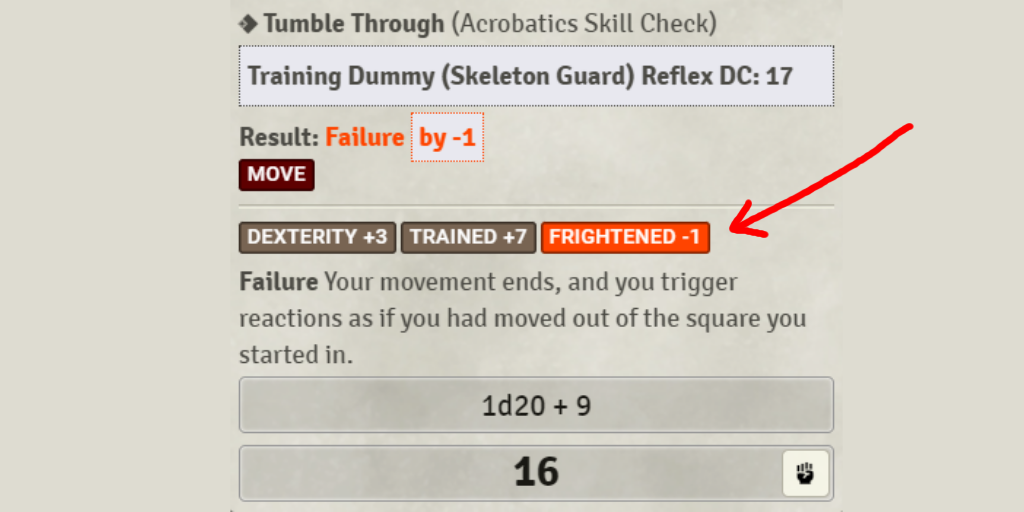 Tumble Through (Acrobatics Skill Check)
Training Dummy (Skeleton Guard) Reflex DC: 17
Result: Failure by -1
MOVE
DEXTERITY +3 TRAINED +7 FRIGHTENED -1
Failure Your movement ends, and you trigger
reactions as if you had moved out of the square you
started in.
1d20 + 9
16